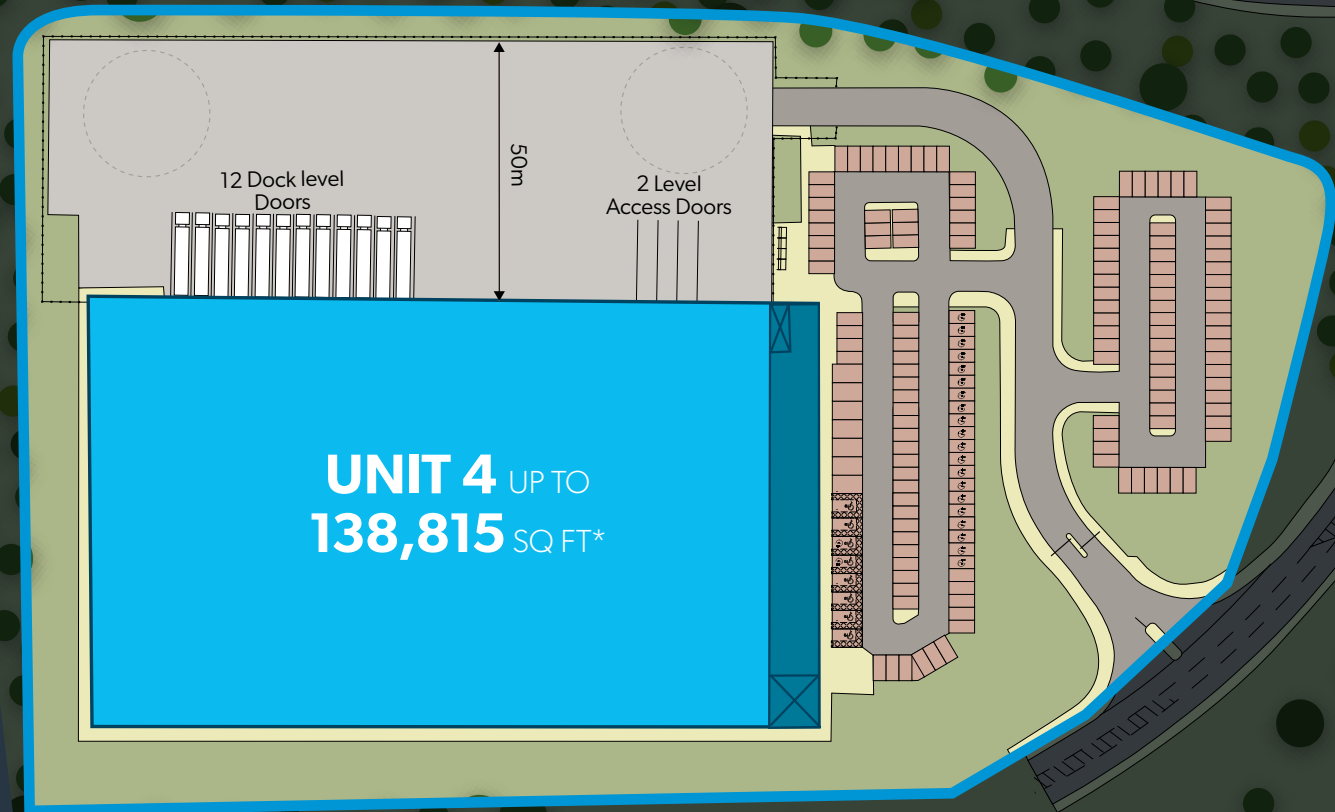 12 Dock level
Doors
50m
2 Level
Access Doors
UNIT 4 UP TO
138,815 SQ FT*